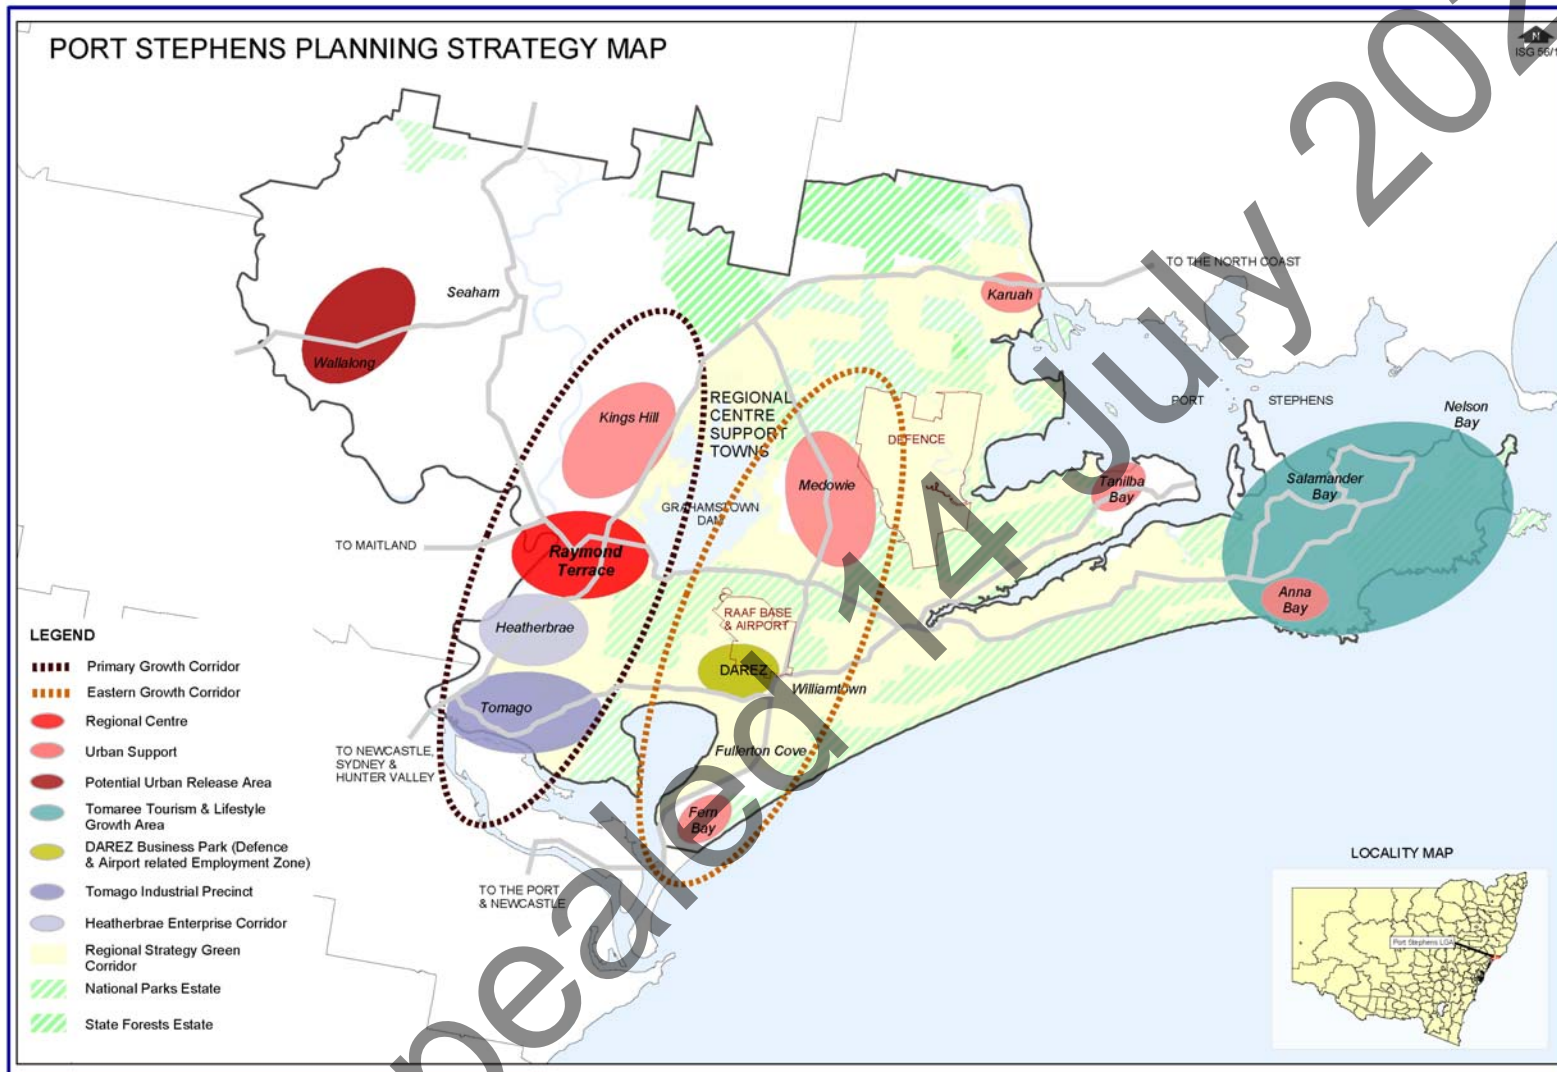 PORT STEPHENS PLANNING STRATEGY MAP
N
TO THE NORTH COAST
Karuah
Seaham
Wallalong
Kings Hill
REGIONAL
CENTRE
SUPPORT
TOWNS
DEFENCE
PORT STEPHENS
Nelson
Bay
Salamander
Bay
Tanilba
Bay
Medowie
GRAHAMSTOWN
DAM
TO MAITLAND
Raymond
Terrace
Anna
Bay
RAAF BASE
& AIRPORT
Heatherbrae
DAREZ
Williamtown
Tomago
Fullerton Cove
TO NEWCASTLE,
SYDNEY &
HUNTER VALLEY
Fern
Bay
TO THE PORT
& NEWCASTLE
LEGEND
Primary Growth Corridor
Eastern Growth Corridor
Regional Centre
Urban Support
Potential Urban Release Area
Tomaree Tourism & Lifestyle
Growth Area
DAREZ Business Park (Defence
& Airport related Employment Zone)
Tomago Industrial Precinct
Heatherbrae Enterprise Corridor
Regional Strategy Green
Corridor
National Parks Estate
State Forests Estate
LOCALITY MAP
Port Stephens LGA
14 July